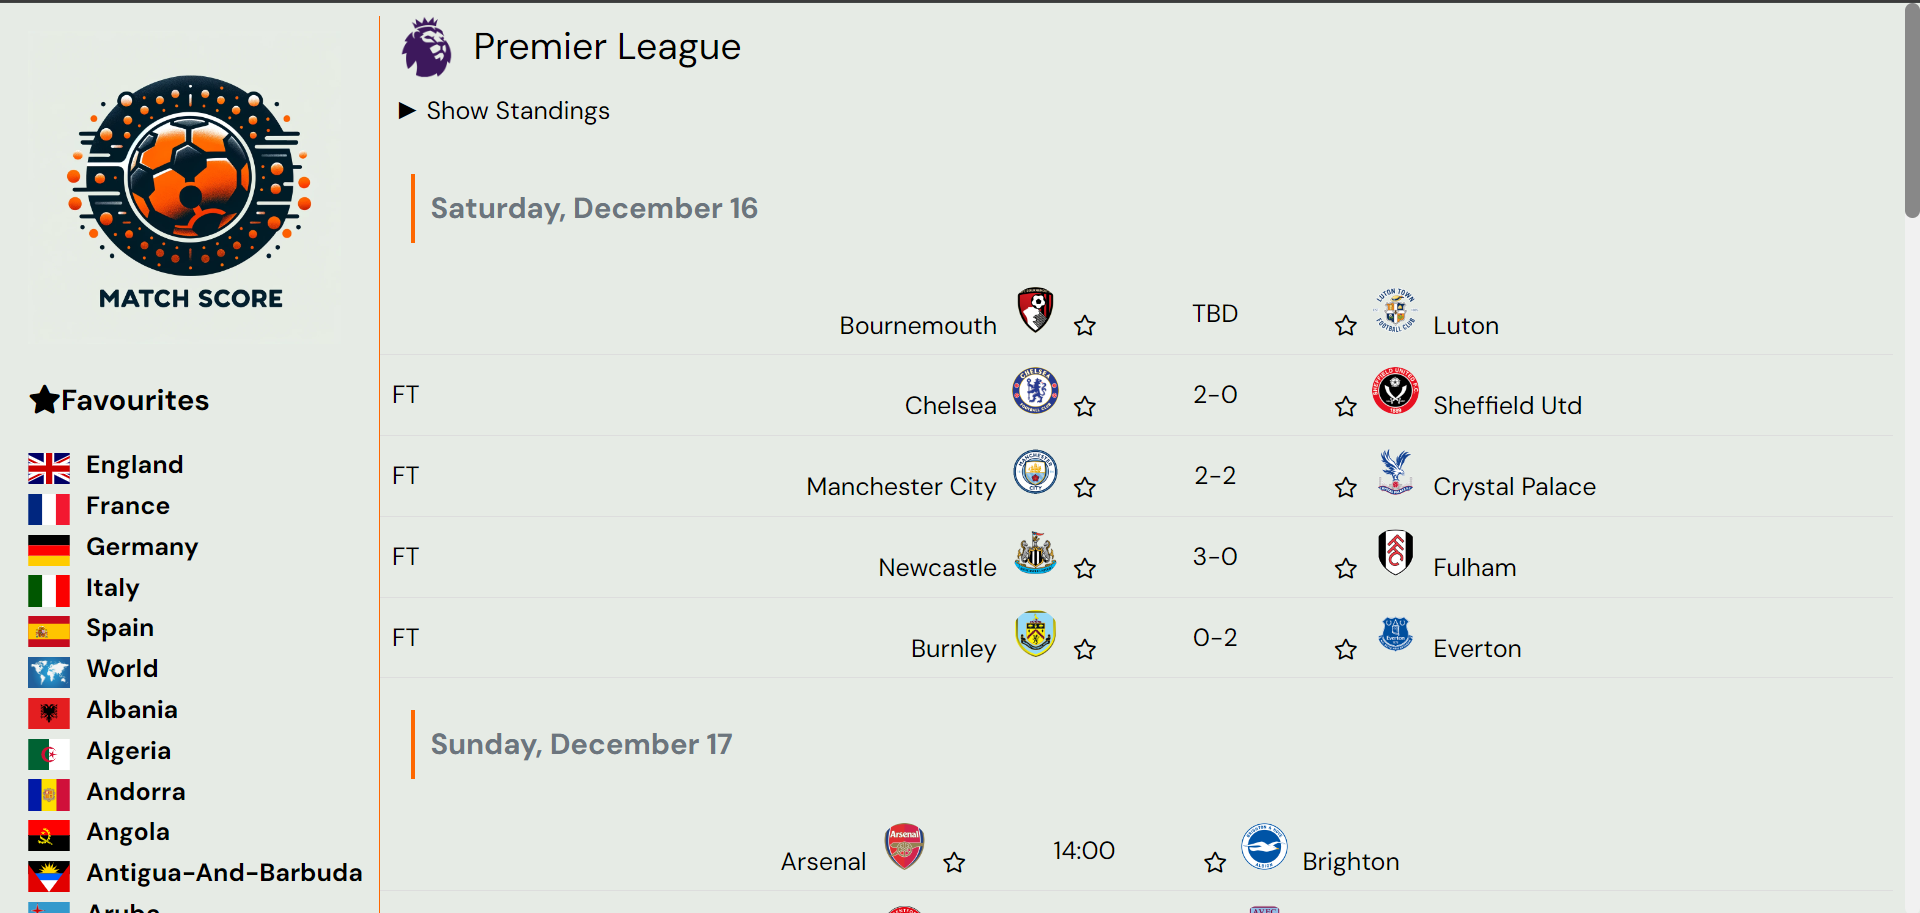 MATCH SCORE
Favourites
England
France
Germany
Italy
Spain
World
Albania
Algeria
Andorra
Angola
Antigua-And-Barbuda
Aruba
Premier League
▶ Show Standings
Saturday, December 16
Bournemouth TBD Luton
FT Chelsea 2-0 Sheffield Utd
FT Manchester City 2-2 Crystal Palace
FT Newcastle 3-0 Fulham
FT Burnley 0-2 Everton
Sunday, December 17
Arsenal 14:00 Brighton